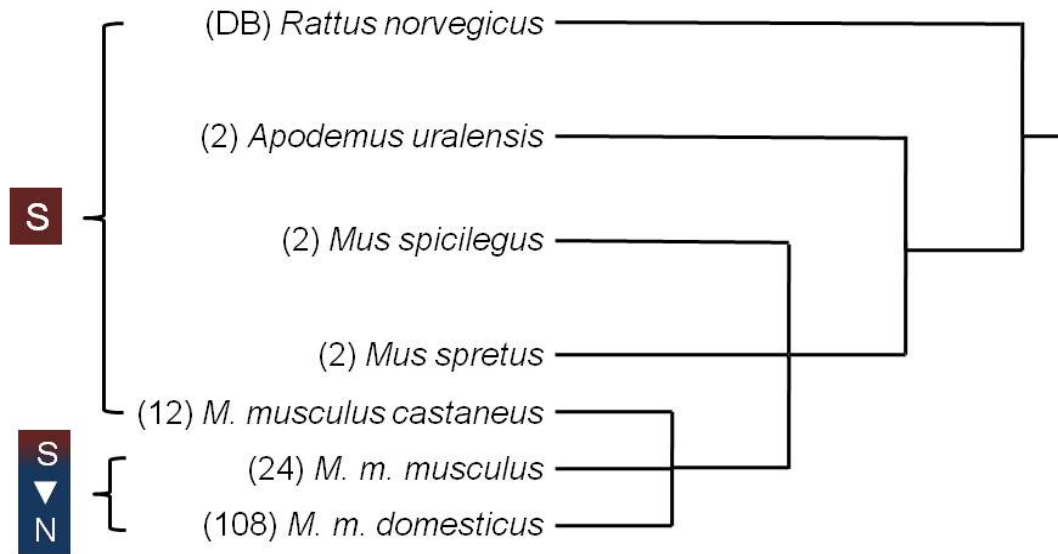 (DB) Rattus norvegicus
(2) Apodemus uralensis
S
(2) Mus spicilegus
(2) Mus spretus
(12) M. musculus castaneus
S
▼
N
(24) M. m. musculus
(108) M. m. domesticus